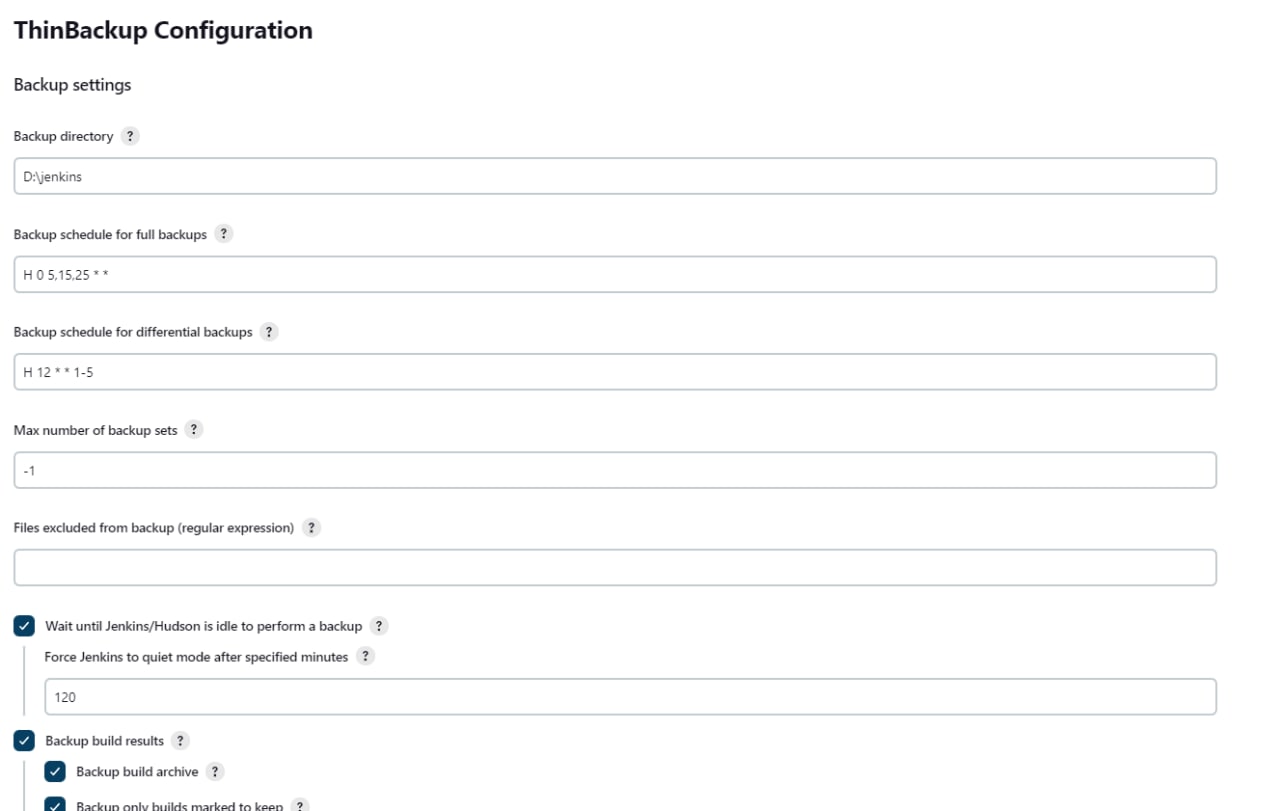 ThinBackup Configuration
Backup settings
Backup directory ?
D:\jenkins
Backup schedule for full backups ?
H 0 5,15,25 * *
Backup schedule for differential backups ?
H 12 * * 1-5
Max number of backup sets ?
-1
Files excluded from backup (regular expression) ?
Wait until Jenkins/Hudson is idle to perform a backup ?
Force Jenkins to quiet mode after specified minutes ?
120
Backup build results ?
Backup build archive ?
Backup only builds marked to keep ?